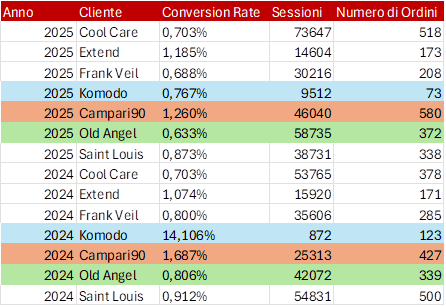 Anno Cliente Conversion Rate Sessioni Numero di Ordini
2025 Cool Care 0,703% 73647 518
2025 Extend 1,185% 14604 173
2025 Frank Veil 0,688% 30216 208
2025 Komodo 0,767% 9512 73
2025 Campari90 1,260% 46040 580
2025 Old Angel 0,633% 58735 372
2025 Saint Louis 0,873% 38731 338
2024 Cool Care 0,703% 53765 378
2024 Extend 1,074% 15920 171
2024 Frank Veil 0,800% 35606 285
2024 Komodo 14,106% 872 123
2024 Campari90 1,687% 25313 427
2024 Old Angel 0,806% 42072 339
2024 Saint Louis 0,912% 54831 500